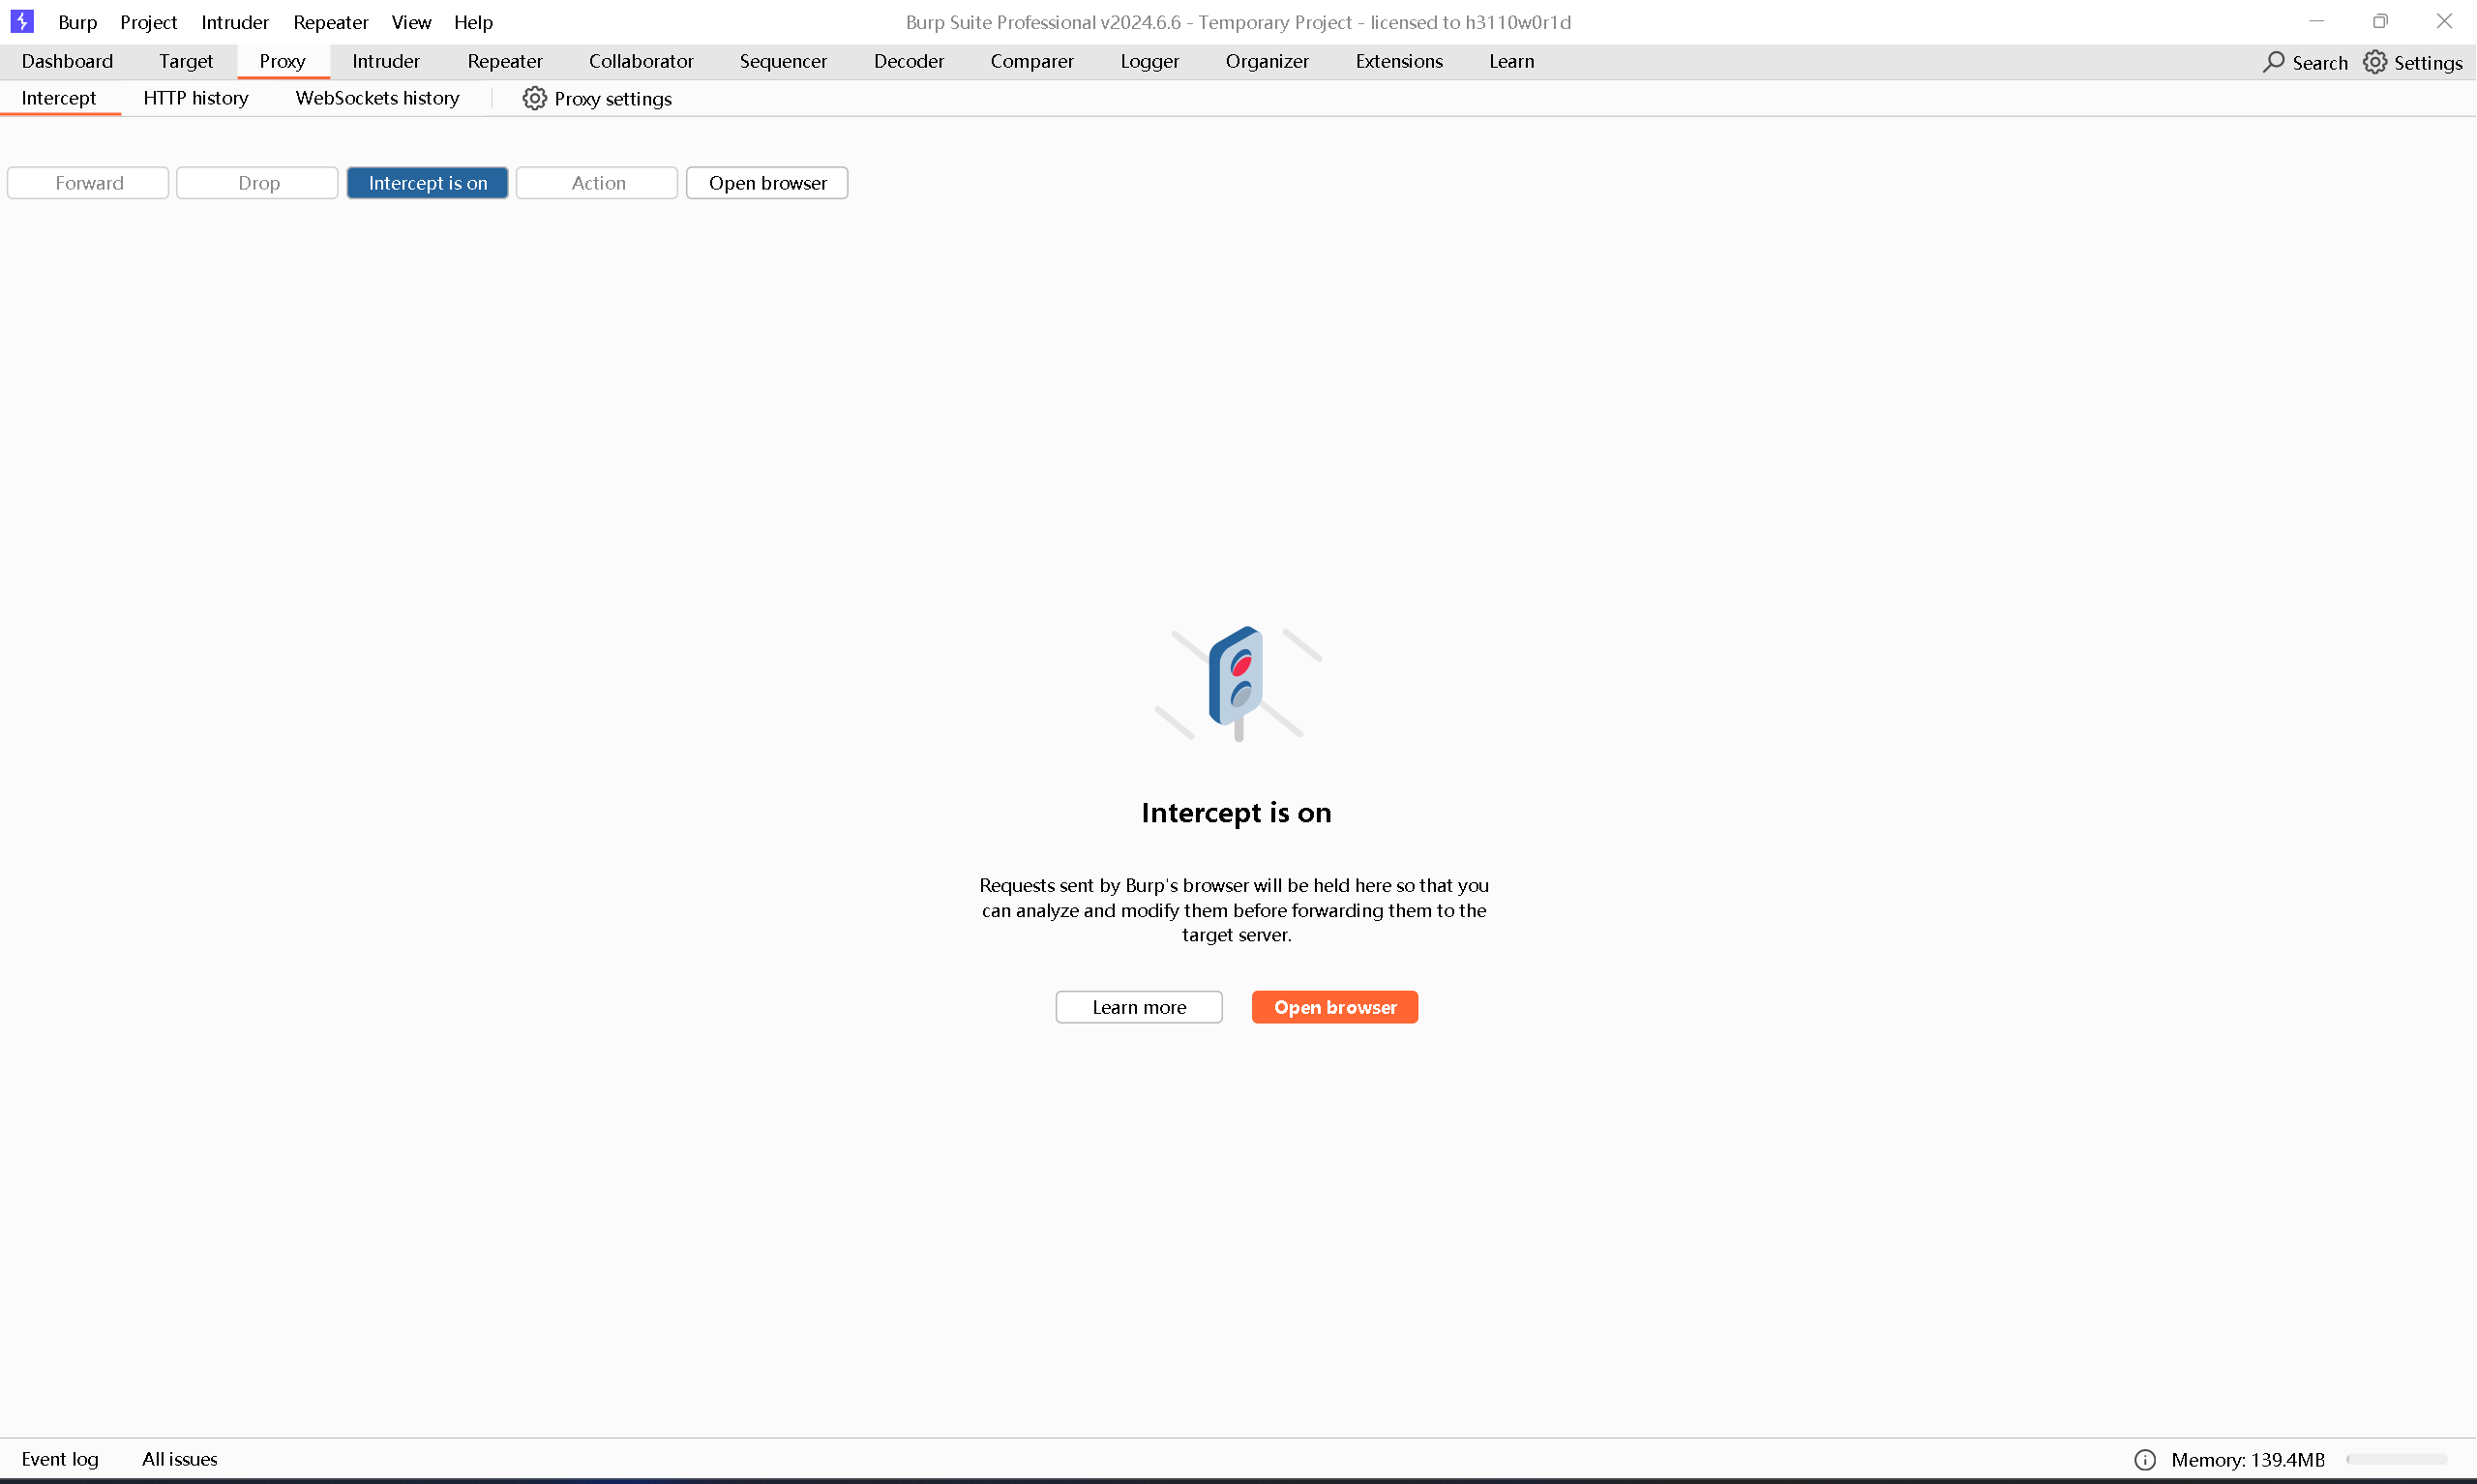 Burp Project Intruder Repeater View Help Burp Suite Professional v2024.6.6 - Temporary Project - licensed to h3110w0r1d
Dashboard Target Proxy Intruder Repeater Collaborator Sequencer Decoder Comparer Logger Organizer Extensions Learn Search Settings
Intercept HTTP history WebSockets history Proxy settings
Forward Drop Intercept is on Action Open browser
Intercept is on
Requests sent by Burp's browser will be held here so that you
can analyze and modify them before forwarding them to the
target server.
Learn more Open browser
Event log All issues Memory: 139.4MB